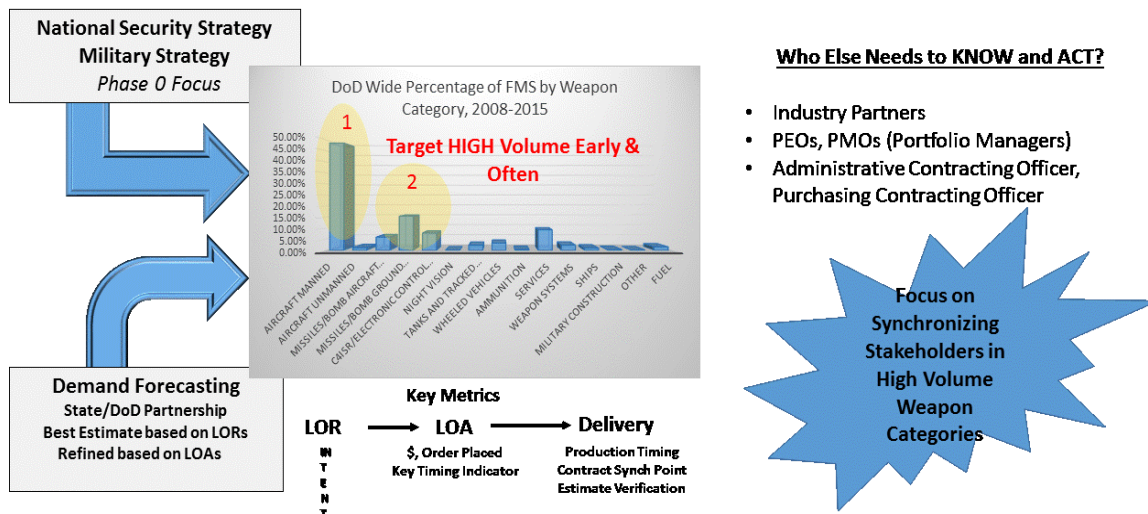 National Security Strategy
Military Strategy
Phase 0 Focus
DoD Wide Percentage of FMS by Weapon
Category, 2008-2015
1
Target HIGH Volume Early &
Often
2
50.00%
45.00%
40.00%
35.00%
30.00%
25.00%
20.00%
15.00%
10.00%
5.00%
0.00%
AIRCRAFT MANNED
AIRCRAFT UNMANNED
MISSILES/BOMB AIRCRAFT...
MISSILES/BOMB GROUND...
C4ISR/ELECTRONIC CONTROL...
NIGHT VISION
TANKS AND TRACKED...
WHEELED VEHICLES
AMMUNITION
SERVICES
WEAPON SYSTEMS
SHIPS
MILITARY CONSTRUCTION
OTHER
FUEL
Demand Forecasting
State/DoD Partnership
Best Estimate based on LORs
Refined based on LOAs
Key Metrics
LOR
LOA
Delivery
INTENT
$, Order Placed
Key Timing Indicator
Production Timing
Contract Synch Point
Estimate Verification
Who Else Needs to KNOW and ACT?
• Industry Partners
• PEOs, PMOs (Portfolio Managers)
• Administrative Contracting Officer,
Purchasing Contracting Officer
Focus on
Synchronizing
Stakeholders in
High Volume
Weapon
Categories